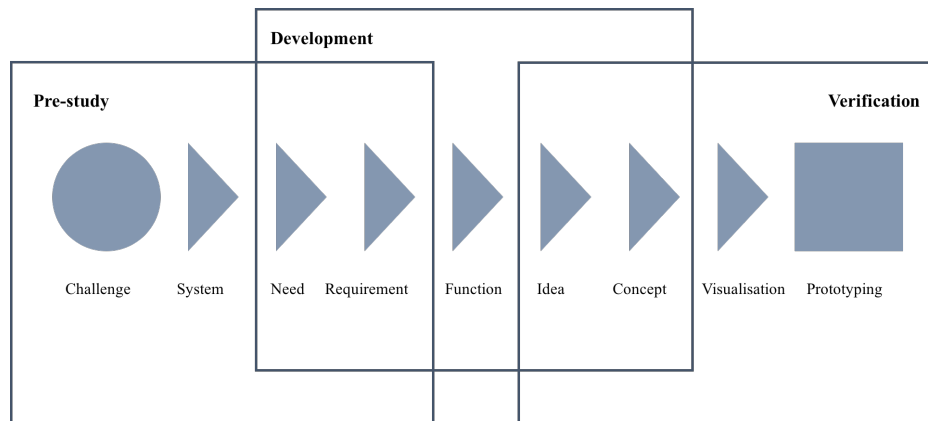 Development
Pre-study
Verification
Challenge System Need Requirement Function Idea Concept Visualisation Prototyping